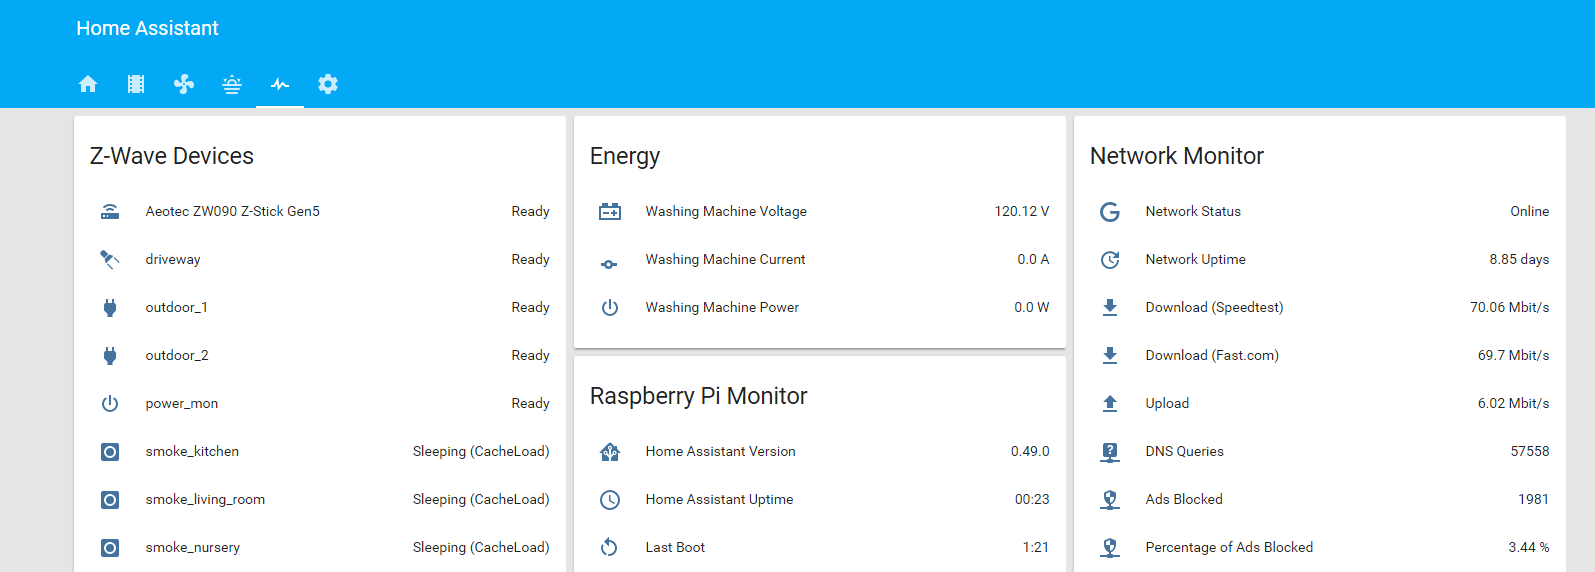 Home Assistant
Z-Wave Devices
Aeotec ZW090 Z-Stick Gen5 Ready
driveway Ready
outdoor_1 Ready
outdoor_2 Ready
power_mon Ready
smoke_kitchen Sleeping (CacheLoad)
smoke_living_room Sleeping (CacheLoad)
smoke_nursery Sleeping (CacheLoad)
Energy
Washing Machine Voltage 120.12 V
Washing Machine Current 0.0 A
Washing Machine Power 0.0 W
Raspberry Pi Monitor
Home Assistant Version 0.49.0
Home Assistant Uptime 00:23
Last Boot 1:21
Network Monitor
Network Status Online
Network Uptime 8.85 days
Download (Speedtest) 70.06 Mbit/s
Download (Fast.com) 69.7 Mbit/s
Upload 6.02 Mbit/s
DNS Queries 57558
Ads Blocked 1981
Percentage of Ads Blocked 3.44 %